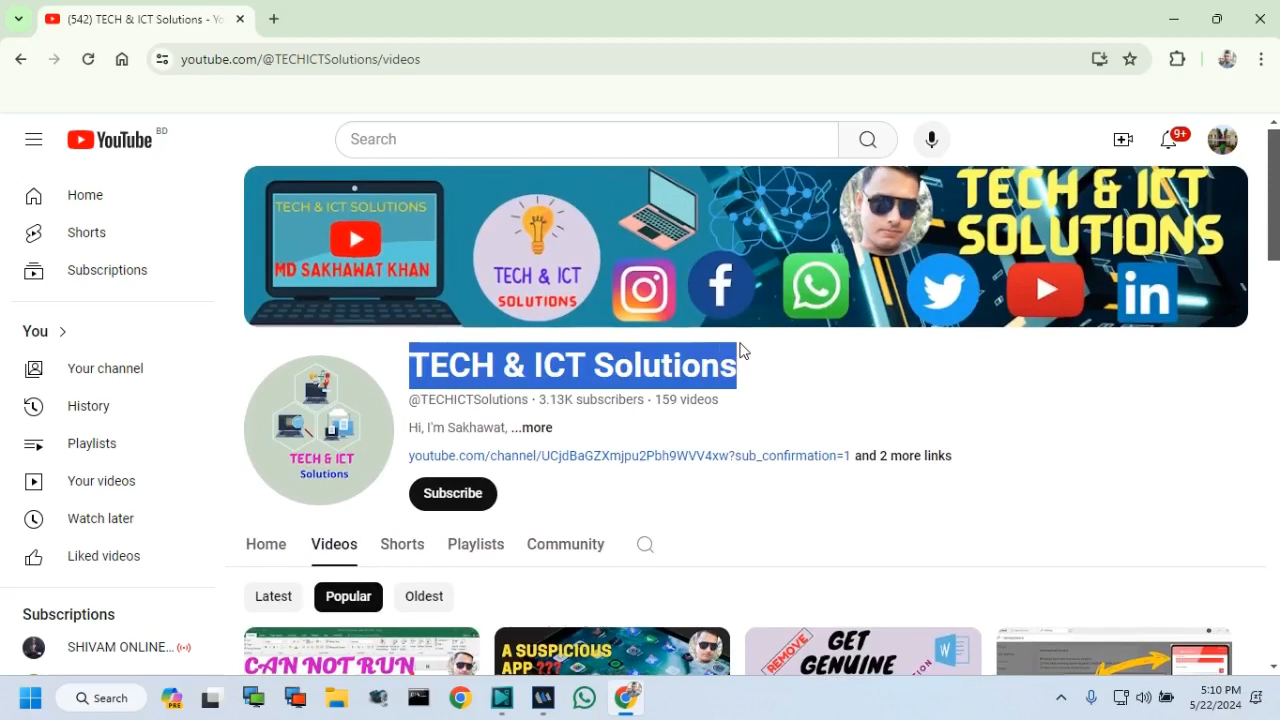 (542) TECH & ICT Solutions - Yo
youtube.com/@TECHICTSolutions/videos
YouTube BD
Search
9+
Home
Shorts
Subscriptions
You
Your channel
History
Playlists
Your videos
Watch later
Liked videos
Subscriptions
SHIVAM ONLINE...
TECH & ICT SOLUTIONS
MD SAKHAWAT KHAN
TECH & ICT
SOLUTIONS
TECH & ICT
SOLUTIONS
TECH & ICT
Solutions
TECH & ICT Solutions
@TECHICTSolutions · 3.13K subscribers · 159 videos
Hi, I'm Sakhawat, ...more
youtube.com/channel/UCjdBaGZXmjpu2Pbh9WVV4xw?sub_confirmation=1 and 2 more links
Subscribe
Home Videos Shorts Playlists Community
Latest Popular Oldest
CAN NOT RUN
A SUSPICIOUS
APP ???
GET
GENUINE
Search
PRE
5:10 PM
5/22/2024